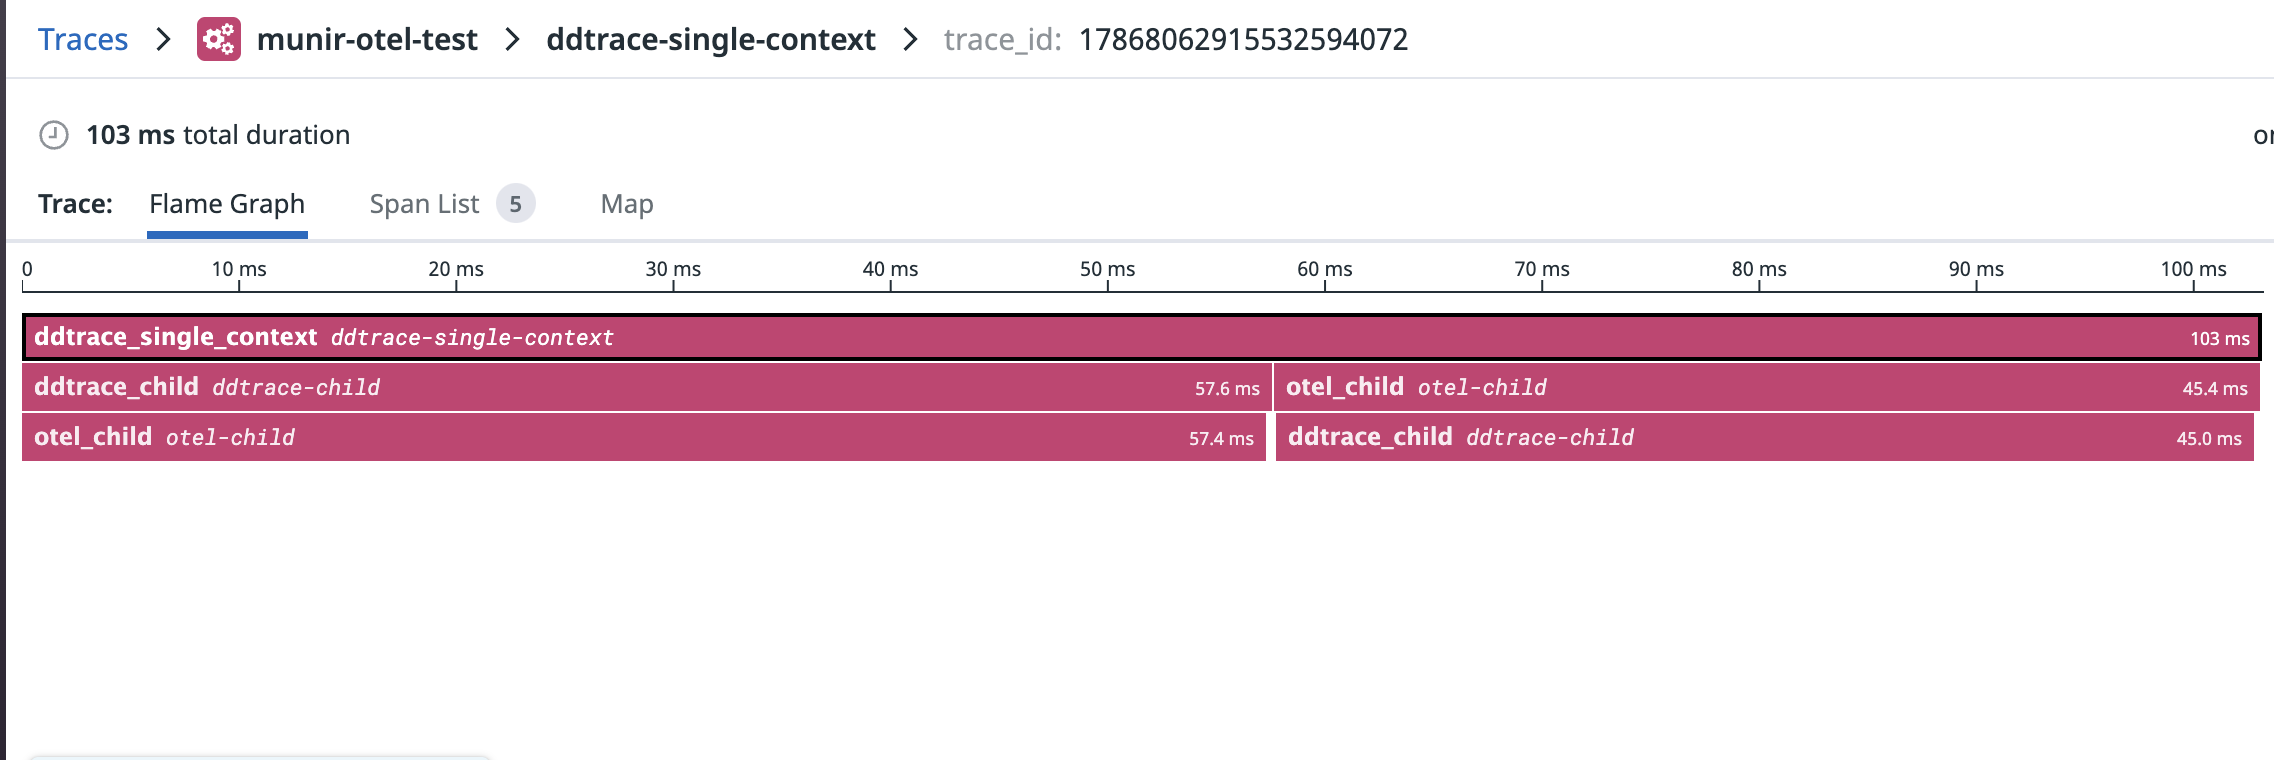 Traces > munir-otel-test > ddtrace-single-context > trace_id: 17868062915532594072
103 ms total duration
Trace: Flame Graph Span List 5 Map
0 10 ms 20 ms 30 ms 40 ms 50 ms 60 ms 70 ms 80 ms 90 ms 100 ms
ddtrace_single_context ddtrace-single-context 103 ms
ddtrace_child ddtrace-child 57.6 ms otel_child otel-child 45.4 ms
otel_child otel-child 57.4 ms ddtrace_child ddtrace-child 45.0 ms